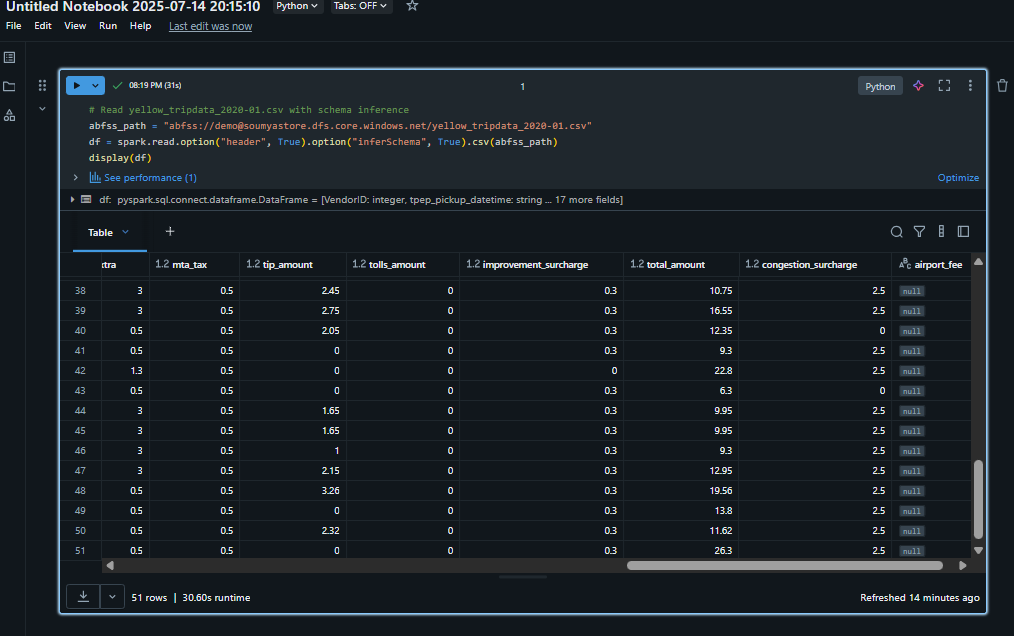 Untitled Notebook 2025-07-14 20:15:10 Python Tabs: OFF
File Edit View Run Help Last edit was now
08:19 PM (31s) 1 Python
# Read yellow_tripdata_2020-01.csv with schema inference
abfss_path = "abfss://demo@soumyastore.dfs.core.windows.net/yellow_tripdata_2020-01.csv"
df = spark.read.option("header", True).option("inferSchema", True).csv(abfss_path)
display(df)
See performance (1) Optimize
df: pyspark.sql.connect.dataframe.DataFrame = [VendorID: integer, tpep_pickup_datetime: string ... 17 more fields]
Table +
xtra 1.2 mta_tax 1.2 tip_amount 1.2 tolls_amount 1.2 improvement_surcharge 1.2 total_amount 1.2 congestion_surcharge ABC airport_fee
38 3 0.5 2.45 0 0.3 10.75 2.5 null
39 3 0.5 2.75 0 0.3 16.55 2.5 null
40 0.5 0.5 2.05 0 0.3 12.35 0 null
41 0.5 0.5 0 0 0.3 9.3 2.5 null
42 1.3 0.5 0 0 0 22.8 2.5 null
43 0.5 0.5 0 0 0.3 6.3 0 null
44 3 0.5 1.65 0 0.3 9.95 2.5 null
45 3 0.5 1.65 0 0.3 9.95 2.5 null
46 3 0.5 1 0 0.3 9.3 2.5 null
47 3 0.5 2.15 0 0.3 12.95 2.5 null
48 0.5 0.5 3.26 0 0.3 19.56 2.5 null
49 0.5 0.5 0 0 0.3 13.8 2.5 null
50 0.5 0.5 2.32 0 0.3 11.62 2.5 null
51 0.5 0.5 0 0 0.3 26.3 2.5 null
51 rows | 30.60s runtime Refreshed 14 minutes ago